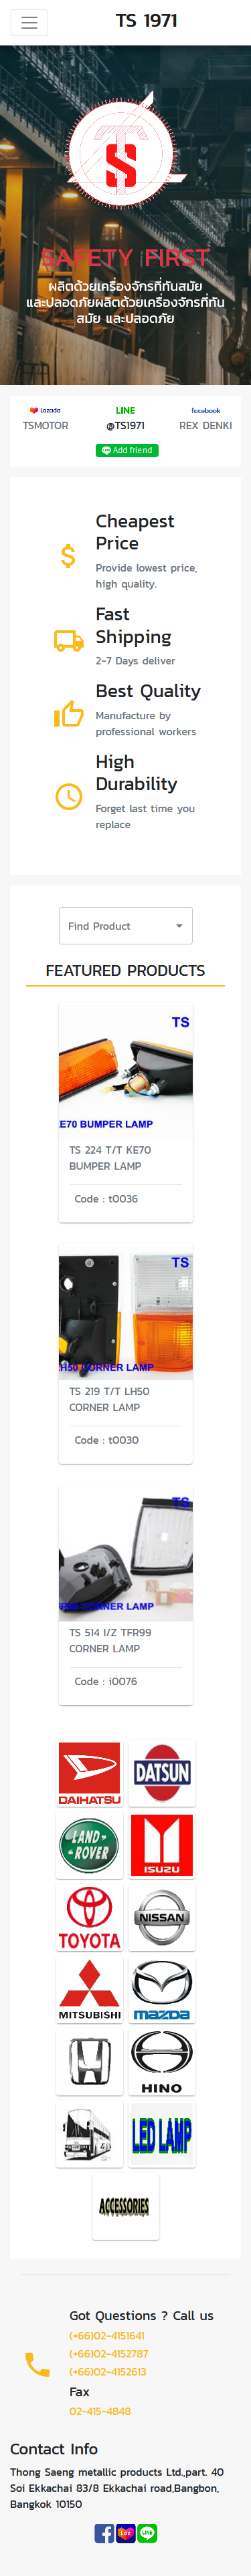 TS 1971
TS
SAFETY FIRST
ผลิตด้วยเครื่องจักรที่ทันสมัย
และปลอดภัยผลิตด้วยเครื่องจักรที่ทัน
สมัย และปลอดภัย
Lazada
TSMOTOR
LINE
@TS1971
Add friend
facebook
REX DENKI
Cheapest
Price
Provide lowest price,
high quality.
Fast
Shipping
2-7 Days deliver
Best Quality
Manufacture by
professional workers
High
Durability
Forget last time you
replace
Find Product
FEATURED PRODUCTS
TS
KE70 BUMPER LAMP
TS 224 T/T KE70
BUMPER LAMP
Code : t0036
TS
LH50 CORNER LAMP
TS 219 T/T LH50
CORNER LAMP
Code : t0030
TS
CORNER LAMP
TS 514 I/Z TFR99
CORNER LAMP
Code : i0076
DAIHATSU
DATSUN
LAND ROVER
ISUZU
TOYOTA
NISSAN
MITSUBISHI
mazda
HINO
LED LAMP
ACCESSORIES
Got Questions ? Call us
(+66)02-4151641
(+66)02-4152787
(+66)02-4152613
Fax
02-415-4848
Contact Info
Thong Saeng metallic products Ltd.,part. 40
Soi Ekkachai 83/8 Ekkachai road,Bangbon,
Bangkok 10150
f
Laz
LINE